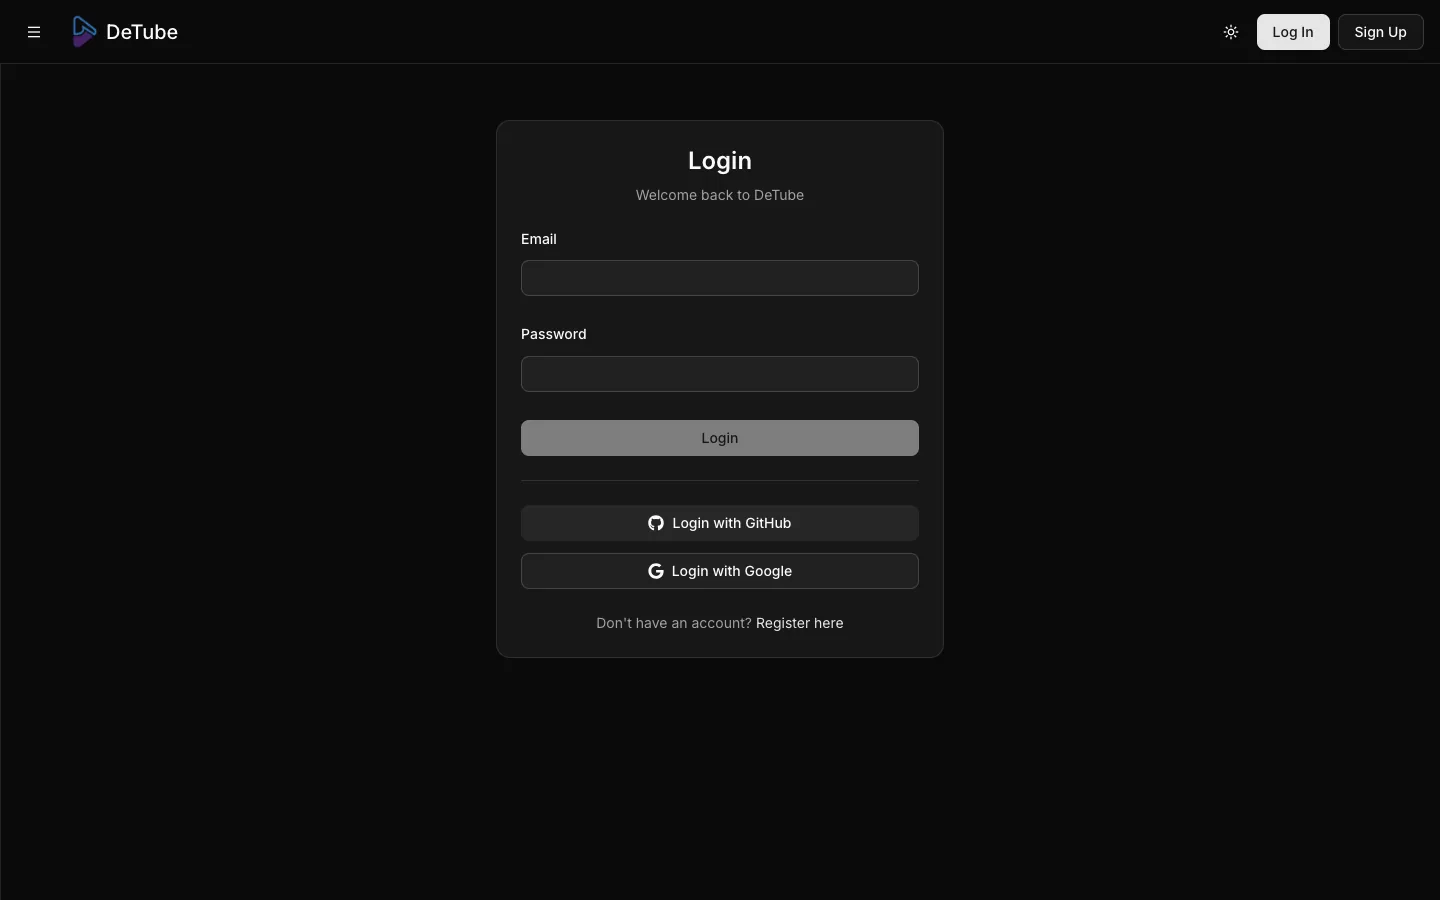 DeTube
Log In
Sign Up
Login
Welcome back to DeTube
Email
Password
Login
Login with GitHub
Login with Google
Don't have an account? Register here